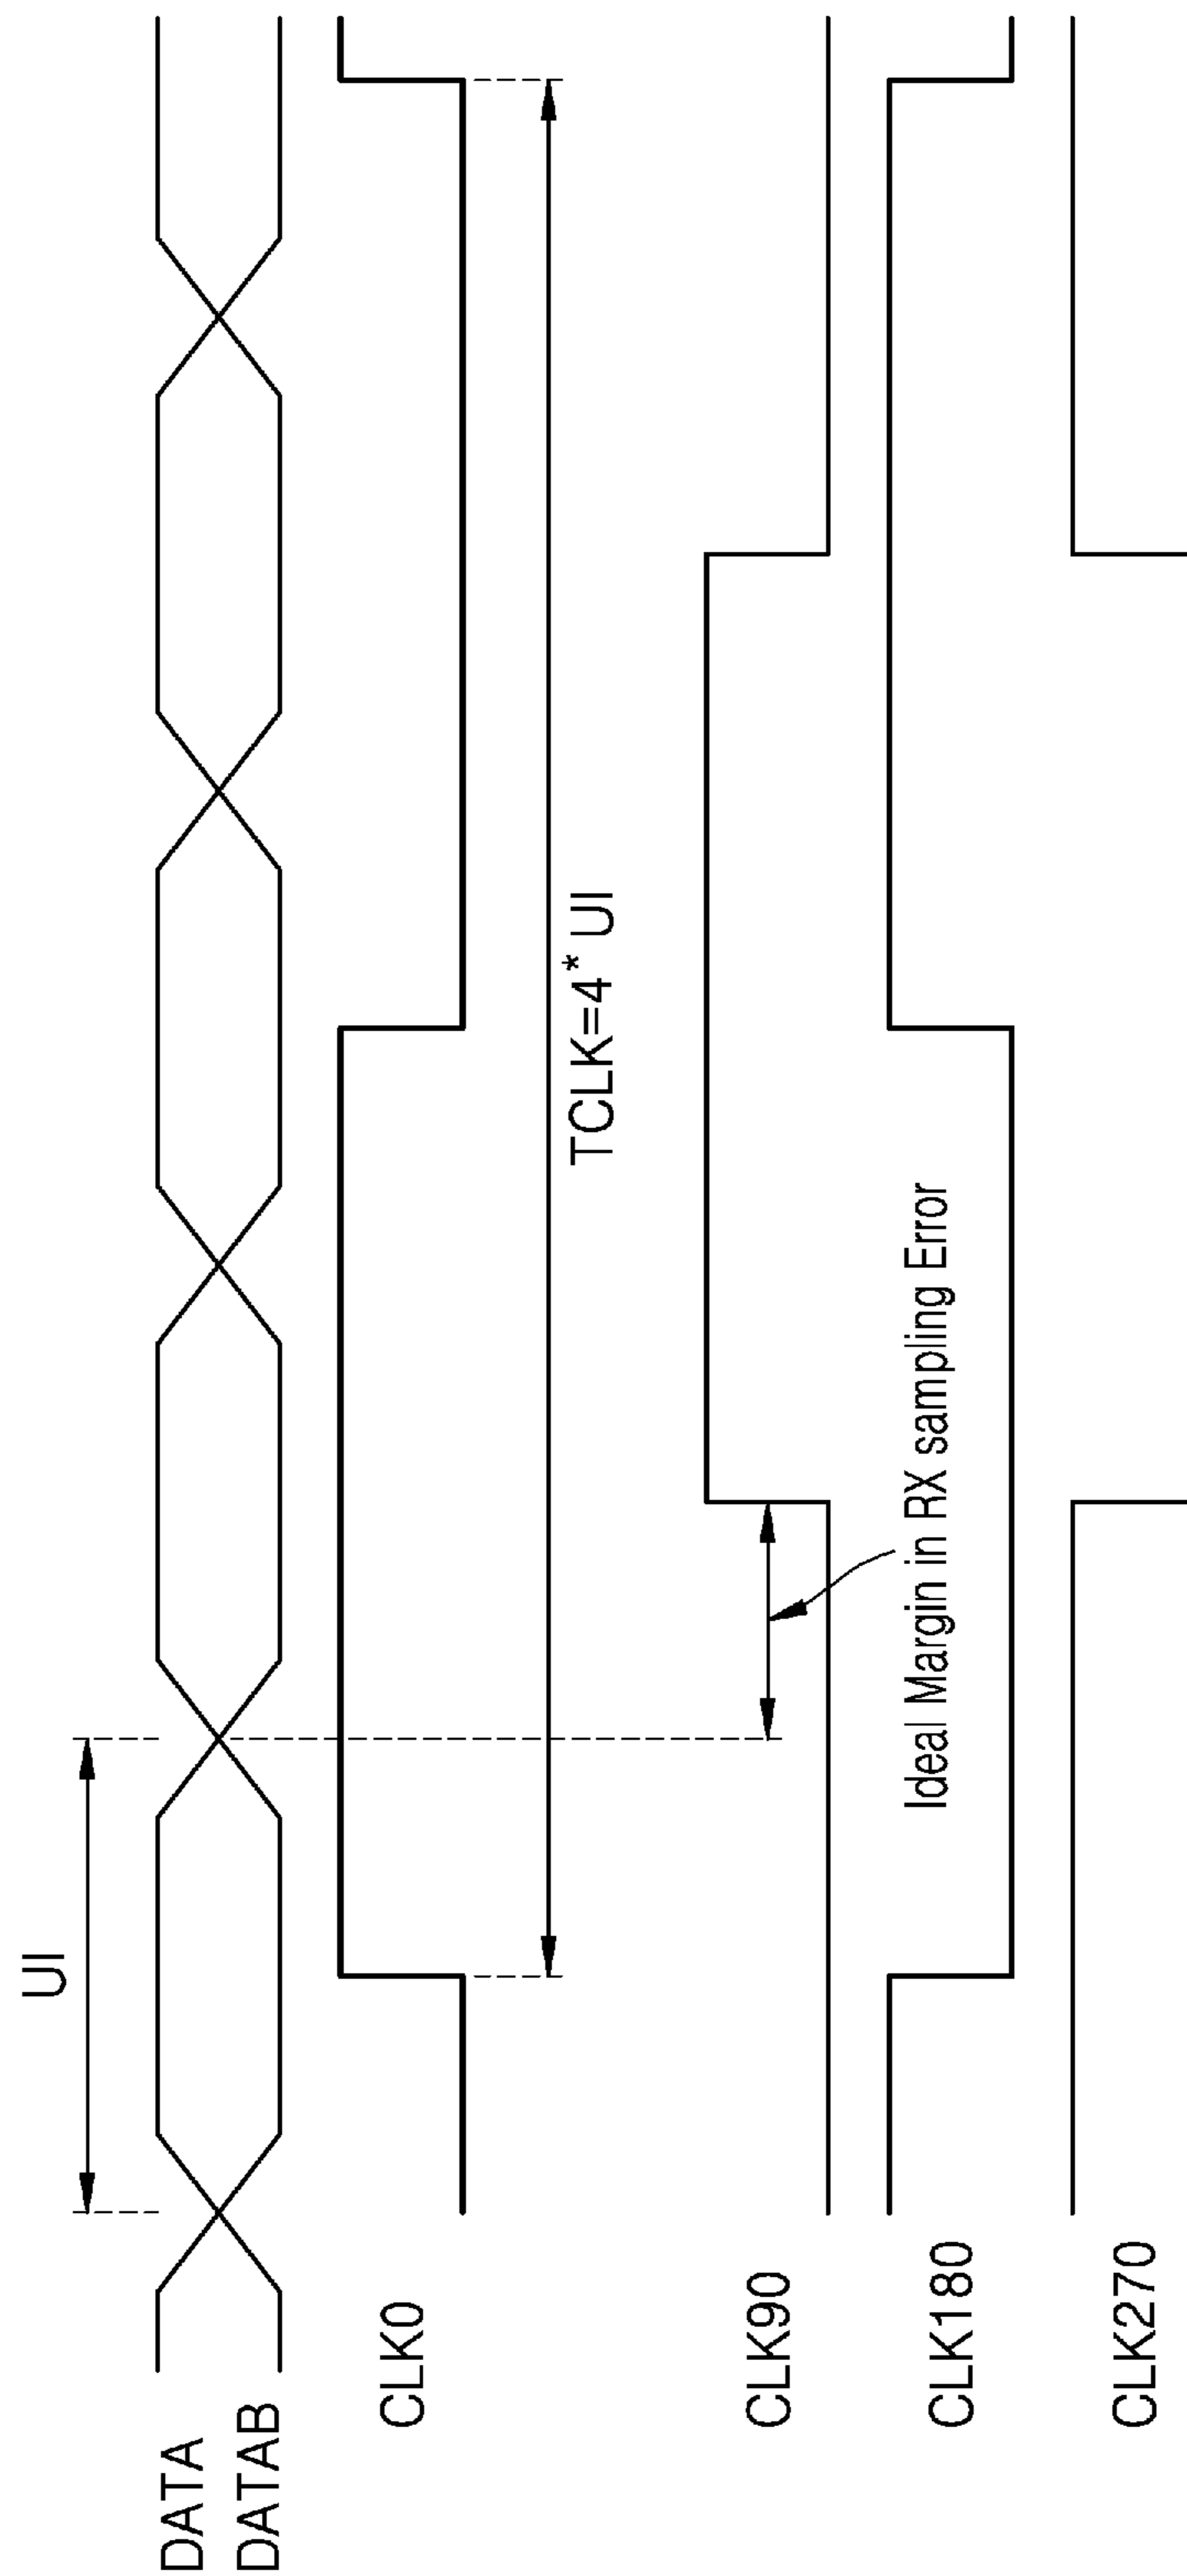 UI
DATA
DATAB
CLK0
TCLK=4* UI
CLK90
Ideal Margin in RX sampling Error
CLK180
CLK270